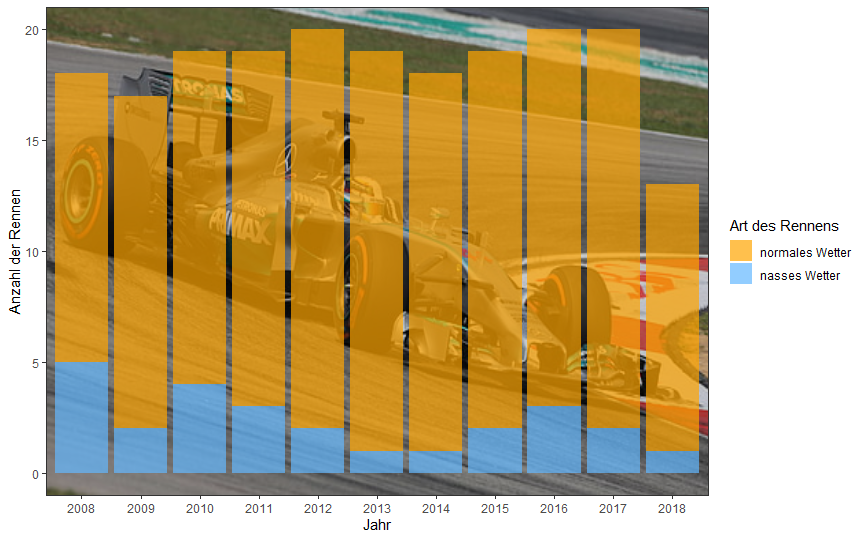 20
15
10
5
0
Anzahl der Rennen
2008 2009 2010 2011 2012 2013 2014 2015 2016 2017 2018
Jahr
Art des Rennens
normales Wetter
nasses Wetter